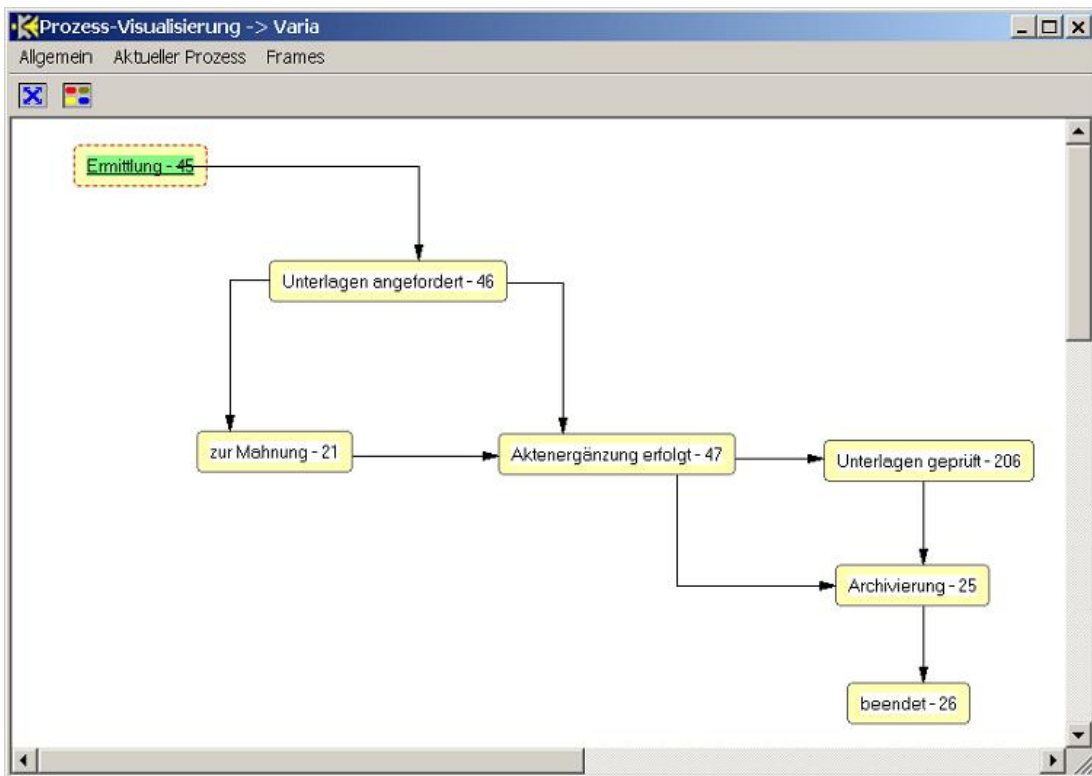 Prozess-Visualisierung -> Varia
Allgemein Aktueller Prozess Frames
Ermittlung - 45
Unterlagen angefordert - 46
zur Mahnung - 21
Aktenergänzung erfolgt - 47
Unterlagen geprüft - 206
Archivierung - 25
beendet - 26